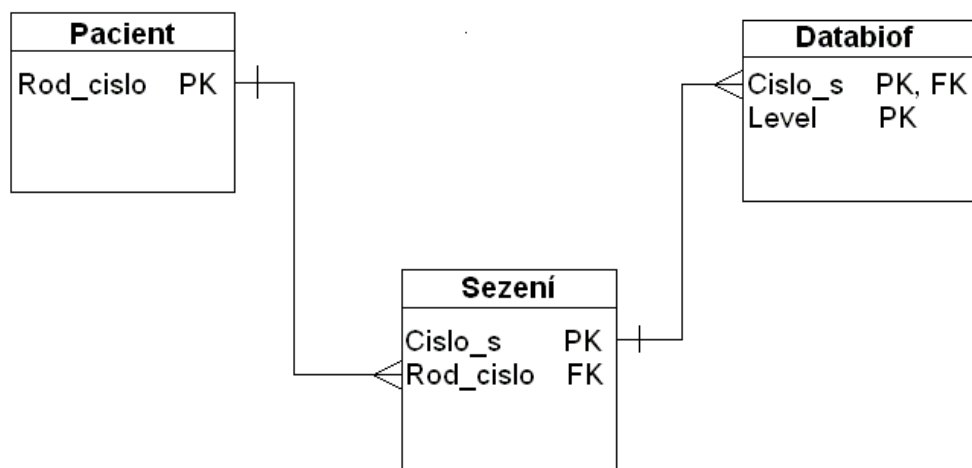 Pacient
Rod_cislo PK
Databiof
Cislo_s PK, FK
Level PK
Sezení
Cislo_s PK
Rod_cislo FK